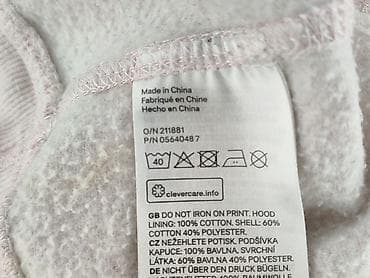 Made in China
Fabriqué en Chine
Hecho en China
O/N 211881
P/N 05640487
40
clevercare.info
GB DO NOT IRON ON PRINT. HOOD
LINING: 100% COTTON. SHELL: 60%
COTTON 40% POLYESTER.
CZ NEŽEHLETE POTISK. PODŠÍVKA
KAPUCE: 100% BAVLNA. SVRCHNÍ
LÁTKA: 60% BAVLNA 40% POLYESTER.
DE NICHT ÜBER DEN DRUCK BÜGELN.